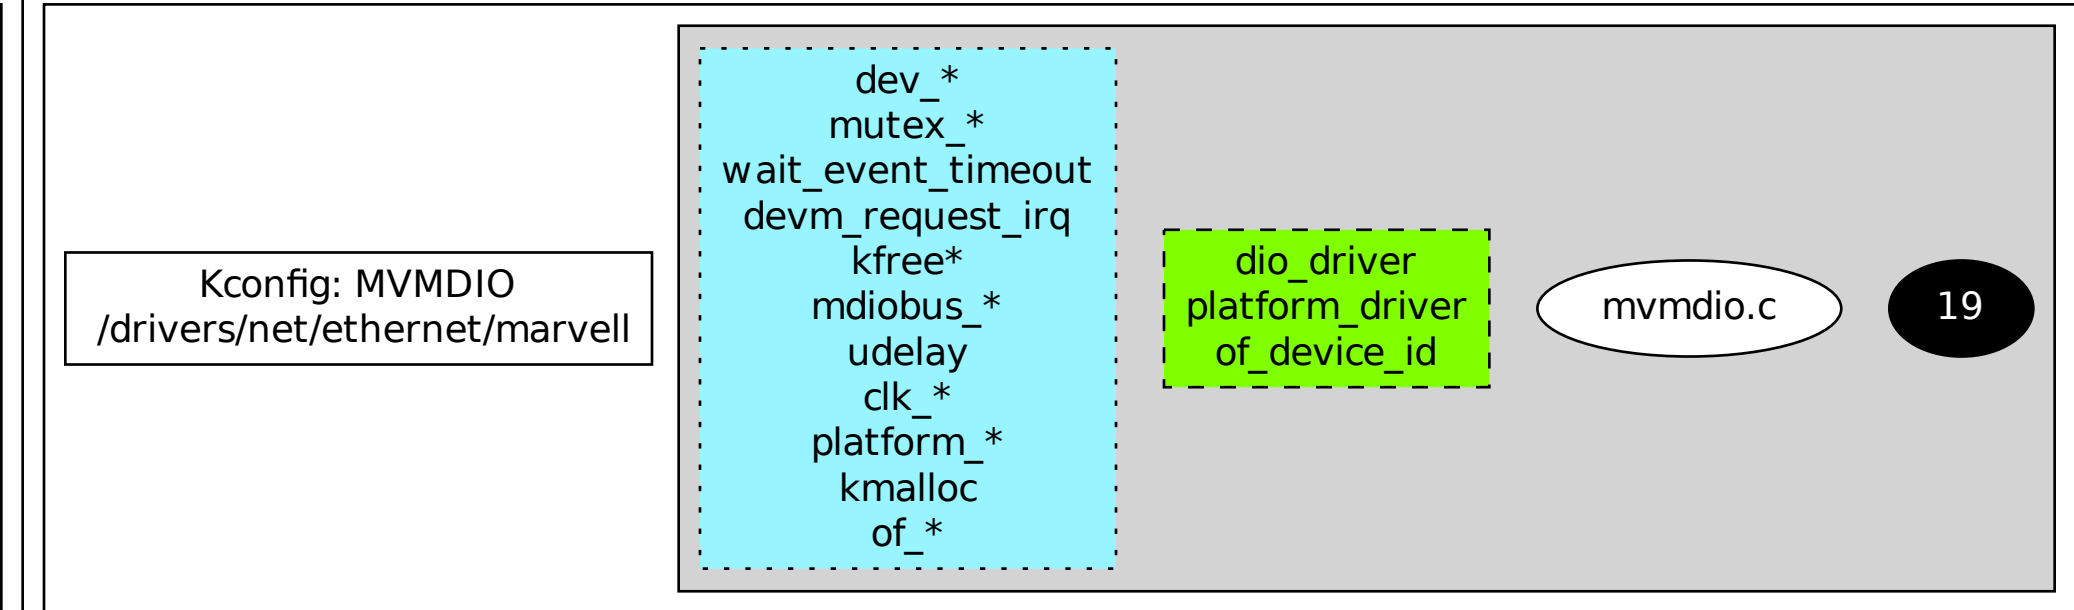 Kconfig: MVMDIO
/drivers/net/ethernet/marvell
dev_*
mutex_*
wait_event_timeout
devm_request_irq
kfree*
mdiobus_*
udelay
clk_*
platform_*
kmalloc
of_*
dio_driver
platform_driver
of_device_id
mvmdio.c
19